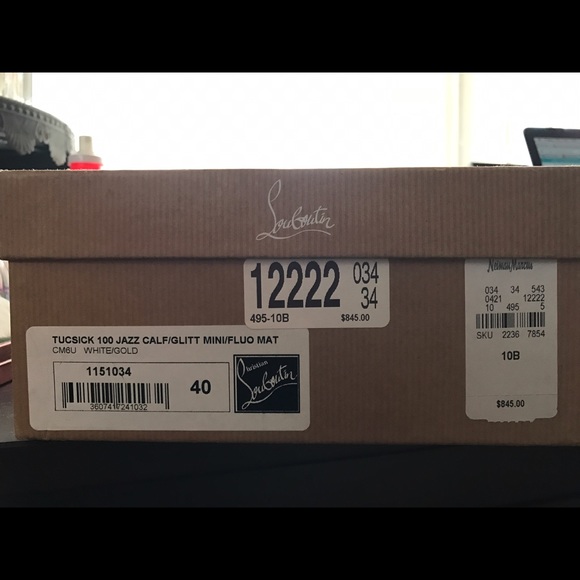 Louboutin
12222 034
34
495-10B $845.00
TUCSICK 100 JAZZ CALF/GLITT MINI/FLUO MAT
CM6U WHITE/GOLD
1151034
40
3607417241032
Christian
Louboutin
Neiman Marcus
034 34 543
0421 12222
10 495 5
SKU 2236 7854
10B
$845.00